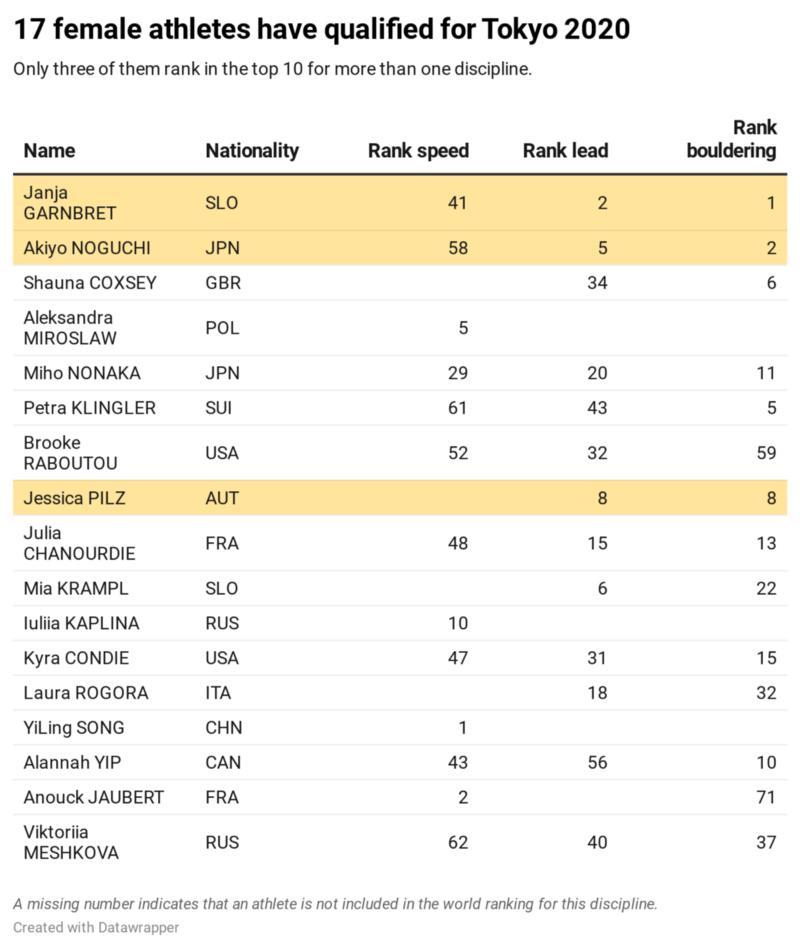 17 female athletes have qualified for Tokyo 2020
Only three of them rank in the top 10 for more than one discipline.
Name Nationality Rank speed Rank lead Rank bouldering
Janja GARNBRET SLO 41 2 1
Akiyo NOGUCHI JPN 58 5 2
Shauna COXSEY GBR 34 6
Aleksandra MIROSLAW POL 5
Miho NONAKA JPN 29 20 11
Petra KLINGLER SUI 61 43 5
Brooke RABOUTOU USA 52 32 59
Jessica PILZ AUT 8 8
Julia CHANOURDIE FRA 48 15 13
Mia KRAMPL SLO 6 22
Iuliia KAPLINA RUS 10
Kyra CONDIE USA 47 31 15
Laura ROGORA ITA 18 32
YiLing SONG CHN 1
Alannah YIP CAN 43 56 10
Anouck JAUBERT FRA 2 71
Viktoriia MESHKOVA RUS 62 40 37
A missing number indicates that an athlete is not included in the world ranking for this discipline.
Created with Datawrapper